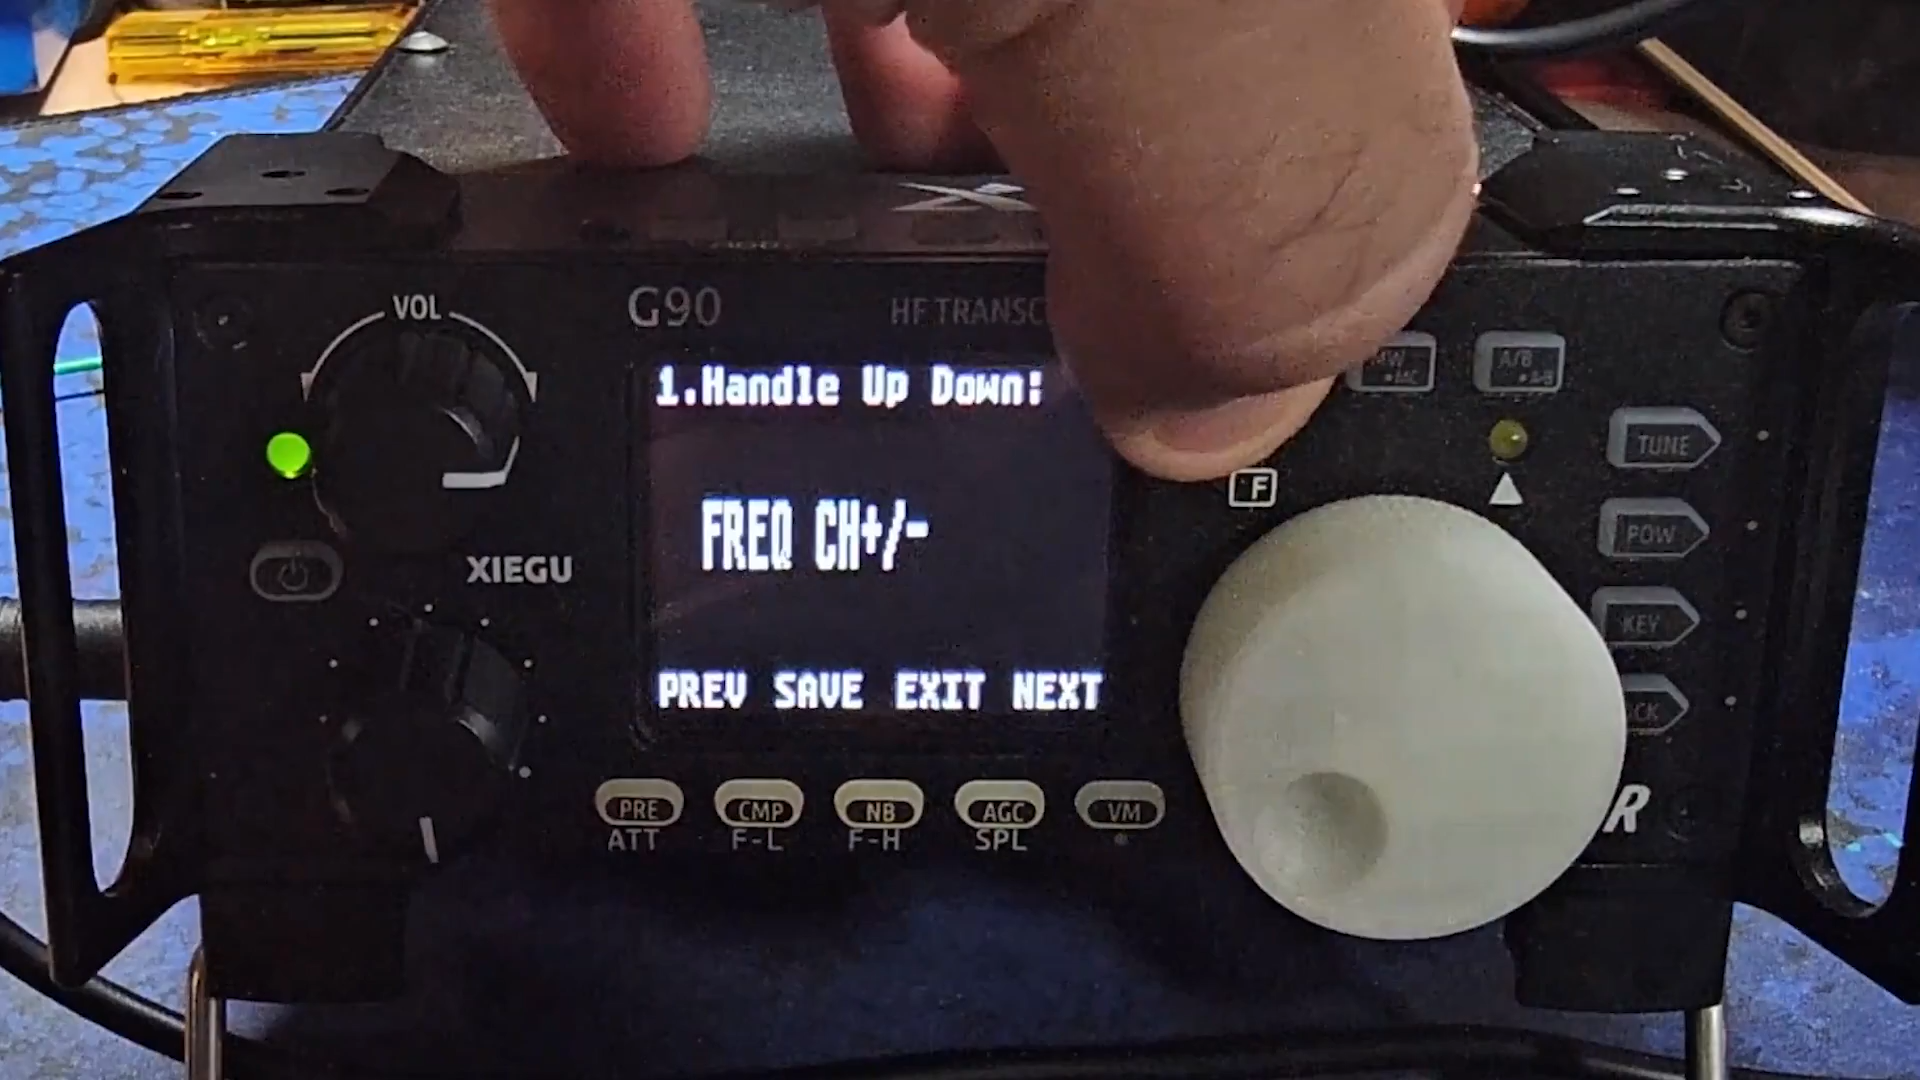 VOL
G90
HF TRANSC
1.Handle Up Down:
FREQ CH+/-
PREV SAVE EXIT NEXT
XIEGU
A/B
F
TUNE
POW
KEY
R
PRE CMP NB AGC VM
ATT F-L F-H SPL